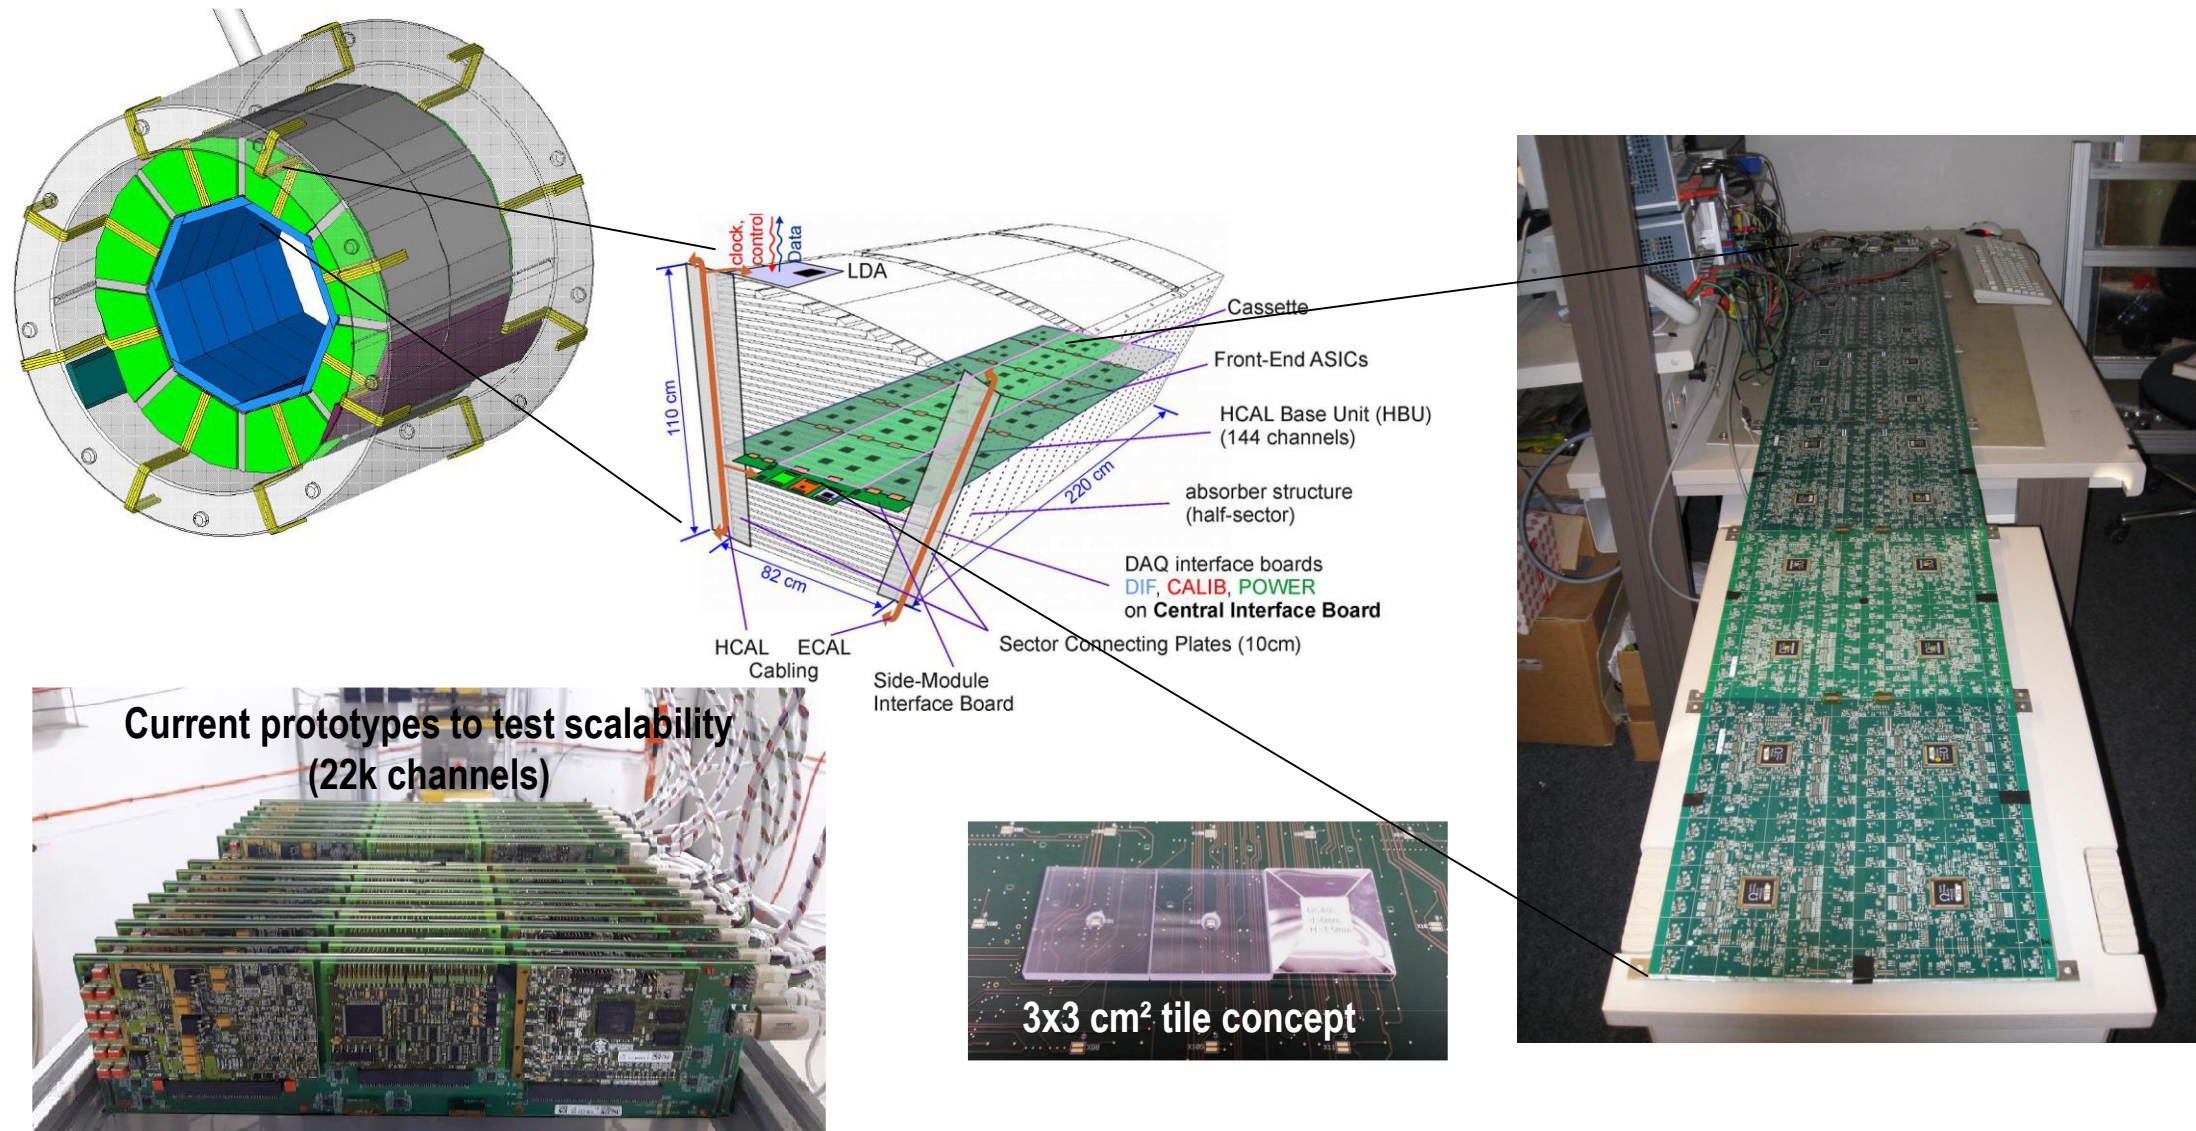 clock,
control
Data
LDA
Cassette
Front-End ASICs
HCAL Base Unit (HBU)
(144 channels)
110 cm
220 cm
absorber structure
(half-sector)
82 cm
DAQ interface boards
DIF, CALIB, POWER
on Central Interface Board
HCAL ECAL
Cabling
Sector Connecting Plates (10cm)
Side-Module
Interface Board
Current prototypes to test scalability
(22k channels)
3x3 cm² tile concept